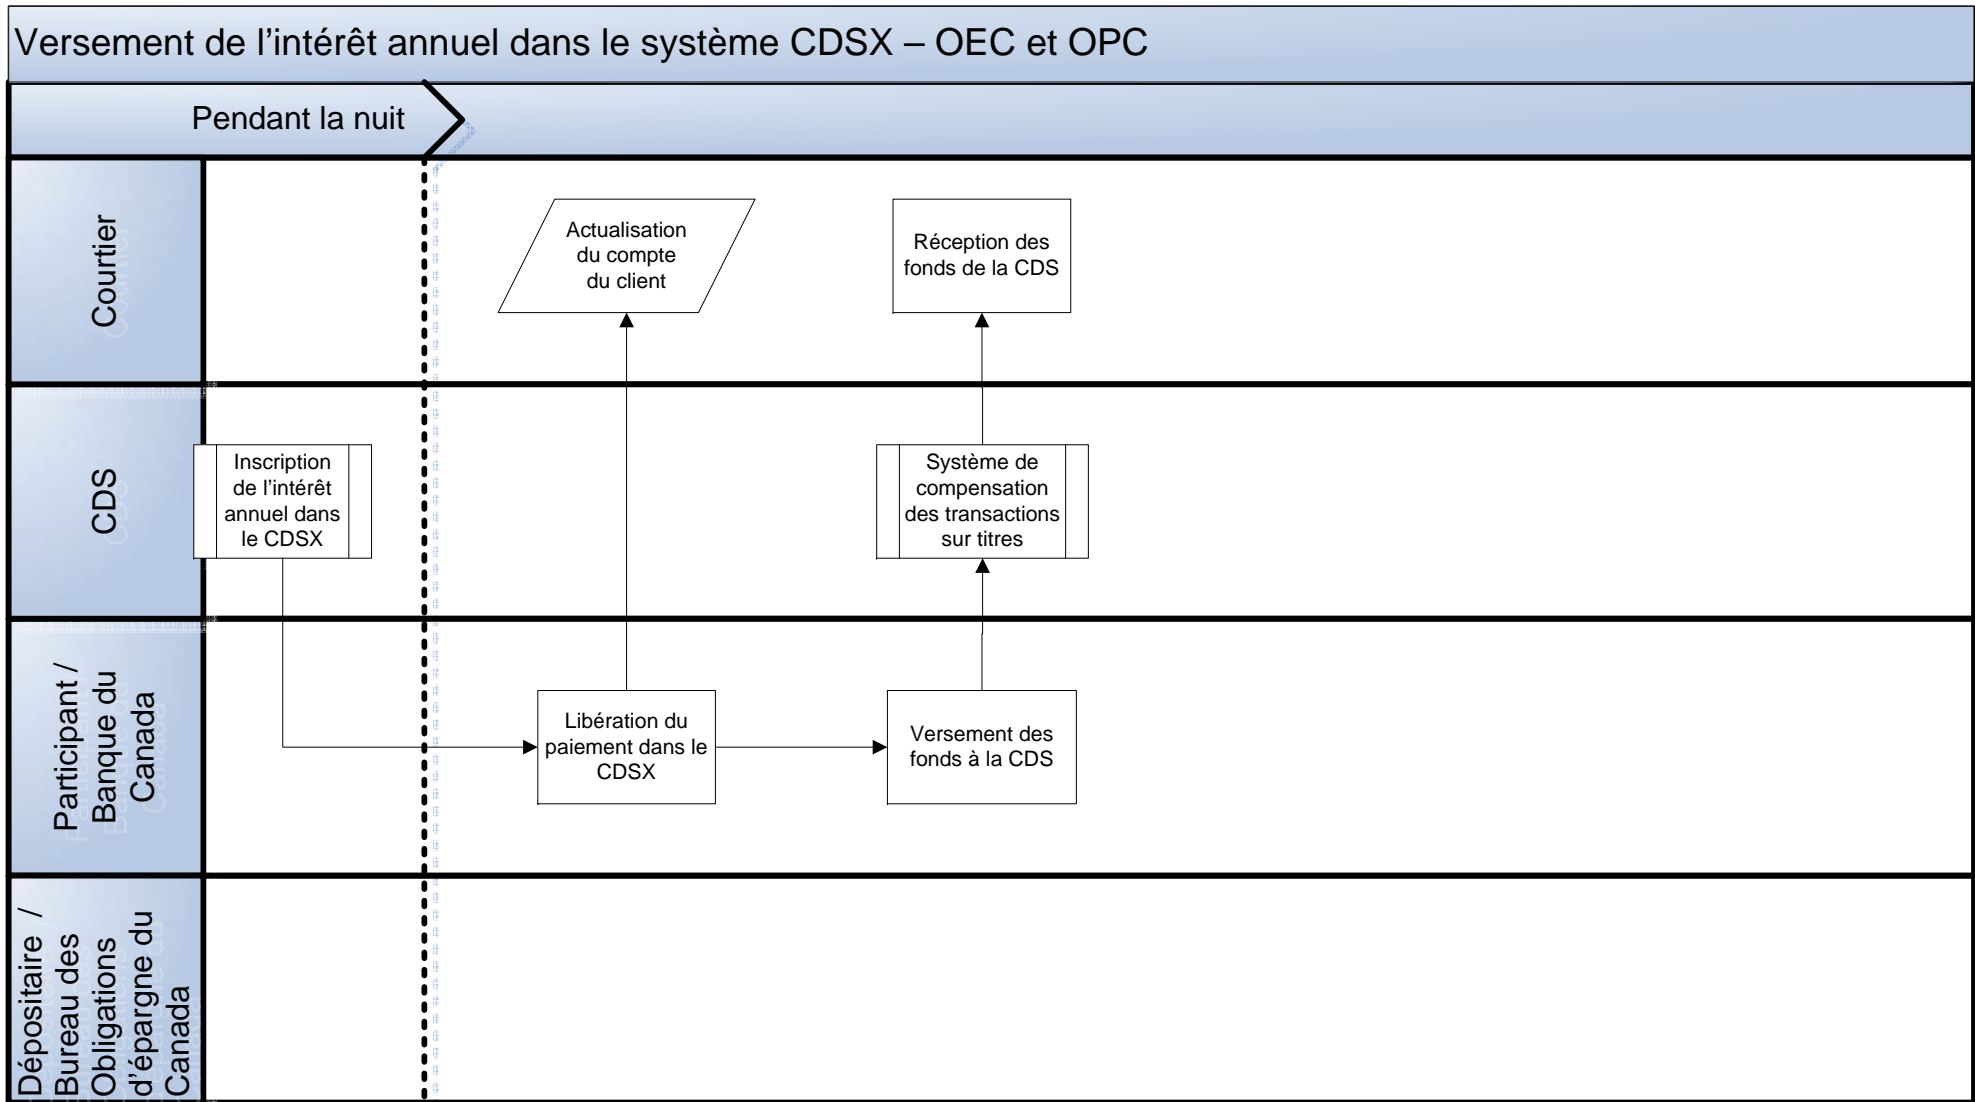 Versement de l’intérêt annuel dans le système CDSX – OEC et OPC
Pendant la nuit
Courtier
Actualisation
du compte
du client
Réception des
fonds de la CDS
CDS
Inscription
de l’intérêt
annuel dans
le CDSX
Système de
compensation
des transactions
sur titres
Participant /
Banque du
Canada
Libération du
paiement dans le
CDSX
Versement des
fonds à la CDS
Dépositaire /
Bureau des
Obligations
d’épargne du
Canada